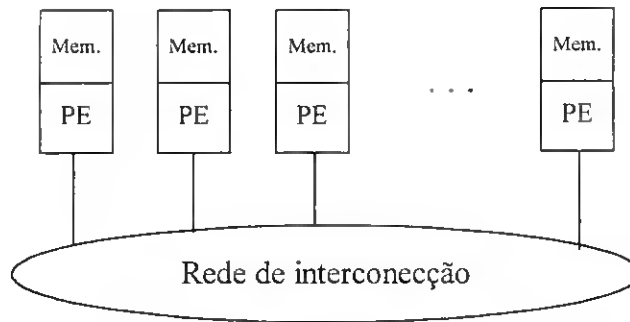 Mem. Mem. Mem. Mem.
PE PE PE . . . PE
Rede de interconecção